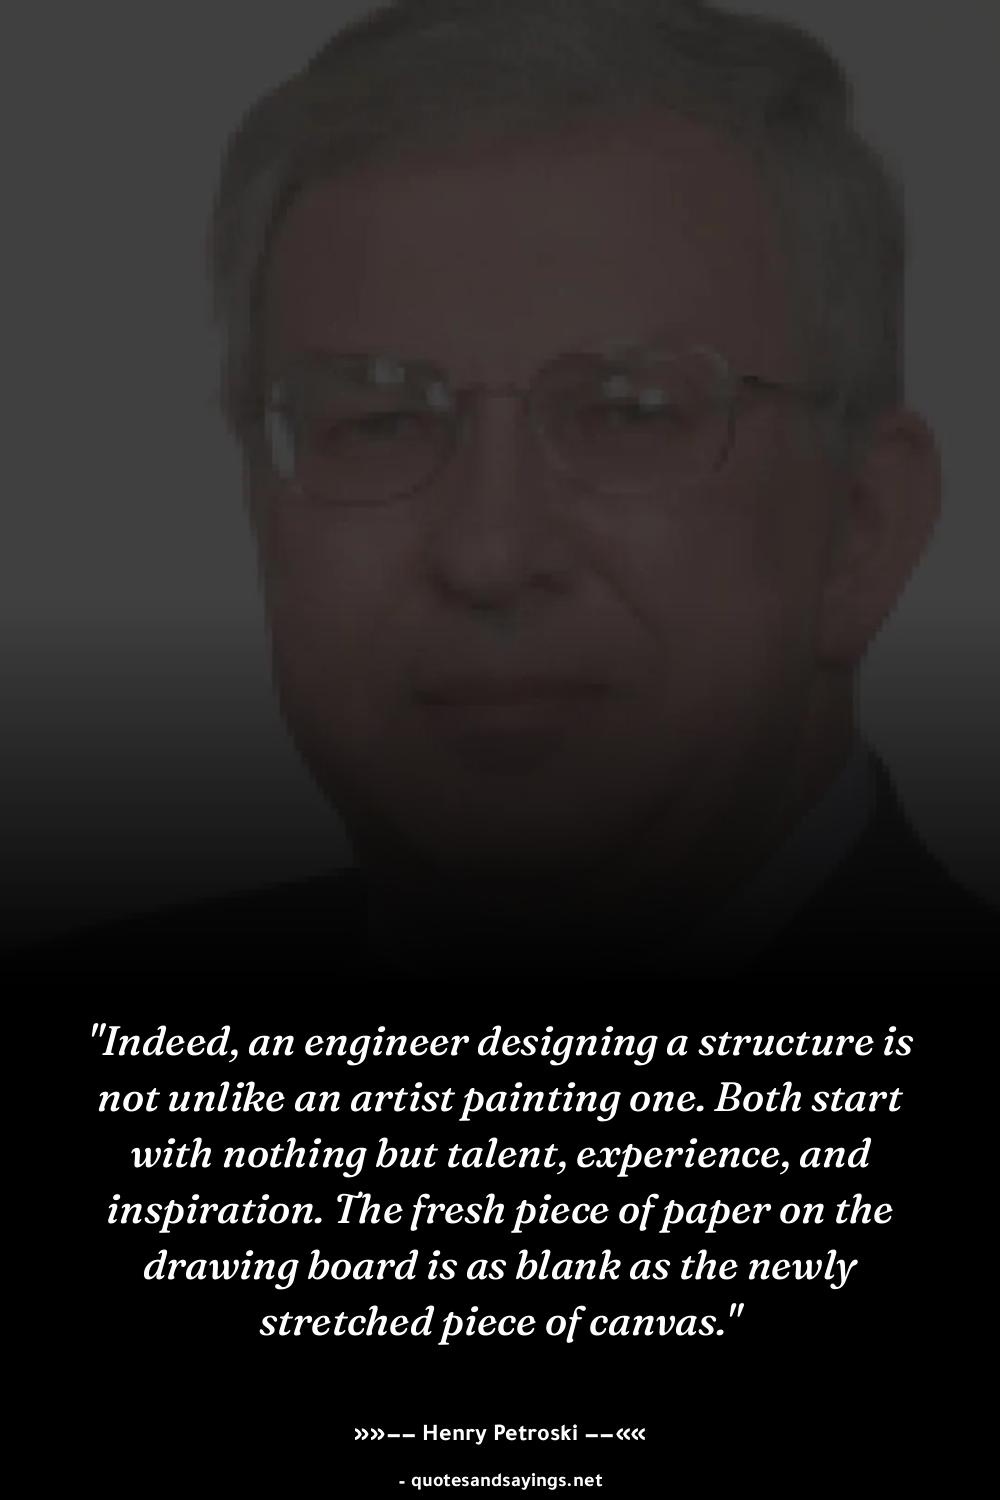 "Indeed, an engineer designing a structure is
not unlike an artist painting one. Both start
with nothing but talent, experience, and
inspiration. The fresh piece of paper on the
drawing board is as blank as the newly
stretched piece of canvas."
»»–– Henry Petroski ––««
- quotesandsayings.net